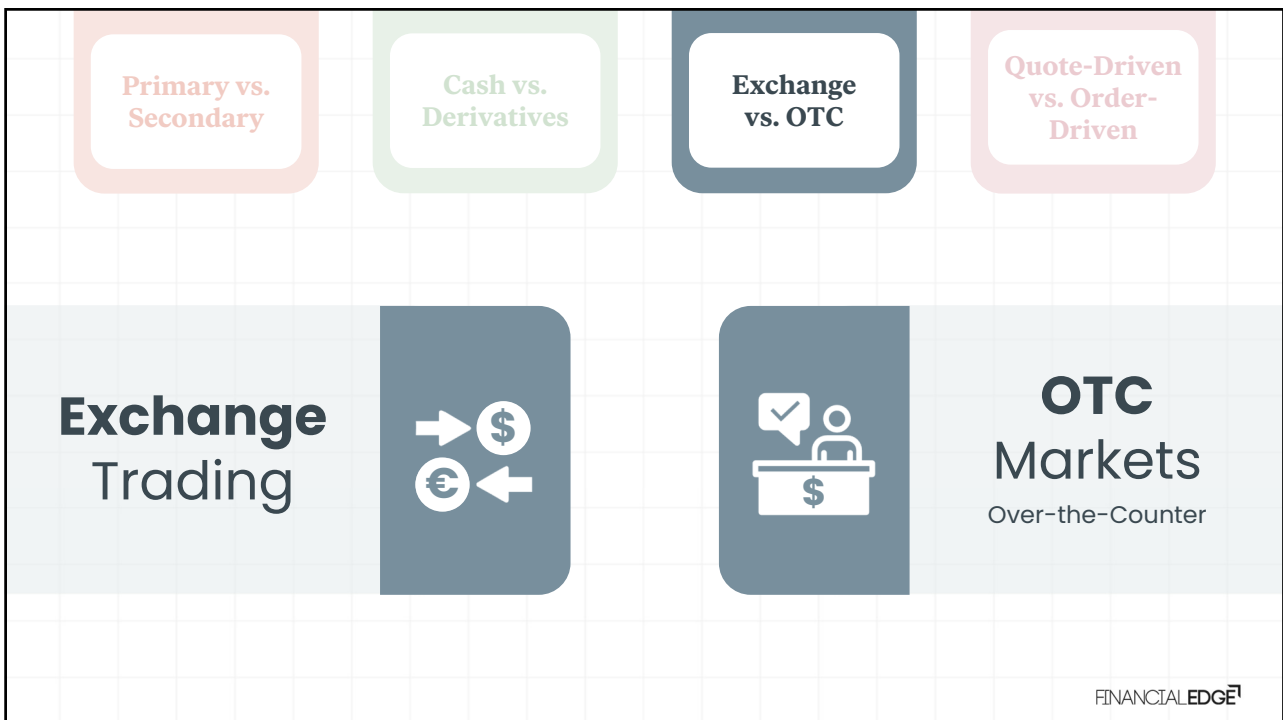 Primary vs.
Secondary
Cash vs.
Derivatives
Exchange
vs. OTC
Quote-Driven
vs. Order-
Driven
Exchange
Trading
$
€
$
OTC
Markets
Over-the-Counter
FINANCIALEDGE